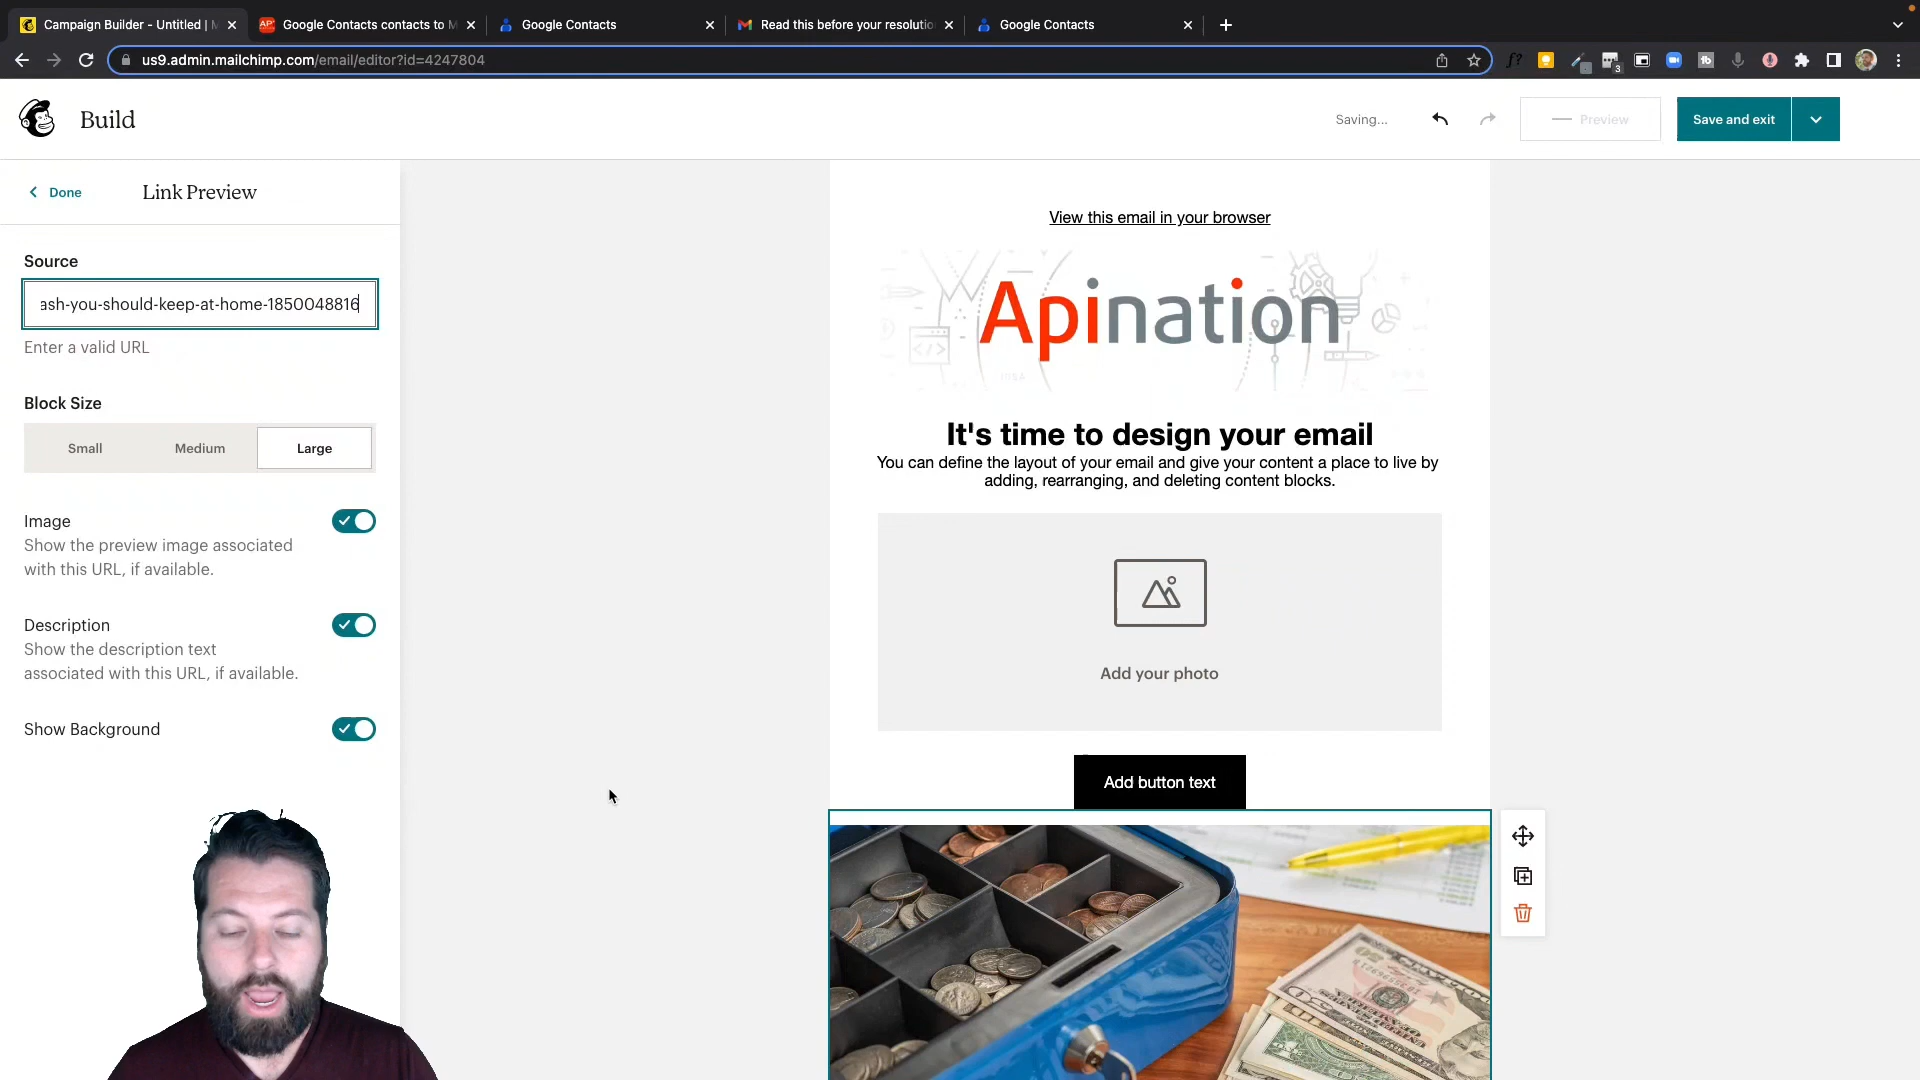 Campaign Builder - Untitled | M
Google Contacts contacts to M
Google Contacts
Read this before your resolutio
Google Contacts
us9.admin.mailchimp.com/email/editor?id=4247804
Build
Saving...
Preview
Save and exit
Done
Link Preview
Source
ash-you-should-keep-at-home-1850048816
Enter a valid URL
Block Size
Small
Medium
Large
Image
Show the preview image associated
with this URL, if available.
Description
Show the description text
associated with this URL, if available.
Show Background
View this email in your browser
Apination
It's time to design your email
You can define the layout of your email and give your content a place to live by
adding, rearranging, and deleting content blocks.
Add your photo
Add button text